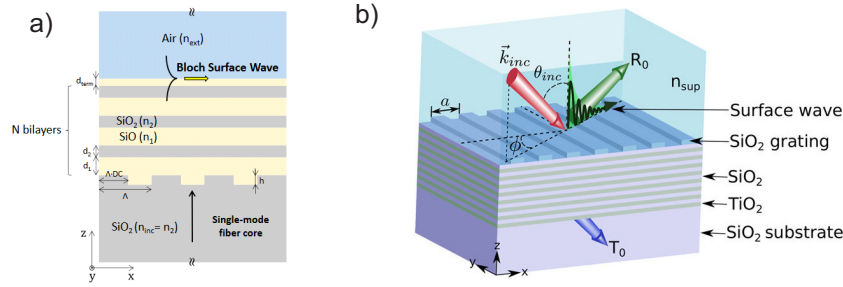 a)
Air (n_ext)
Bloch Surface Wave
d_term
N bilayers
SiO₂ (n₂)
SiO (n₁)
d₂
d₁
Λ·DC
Λ
h
SiO₂ (n_inc = n₂)
Single-mode
fiber core
z
y
x
b)
k⃗_inc
θ_inc
R₀
n_sup
a
ϕ
Surface wave
SiO₂ grating
SiO₂
TiO₂
SiO₂ substrate
T₀
z
y
x